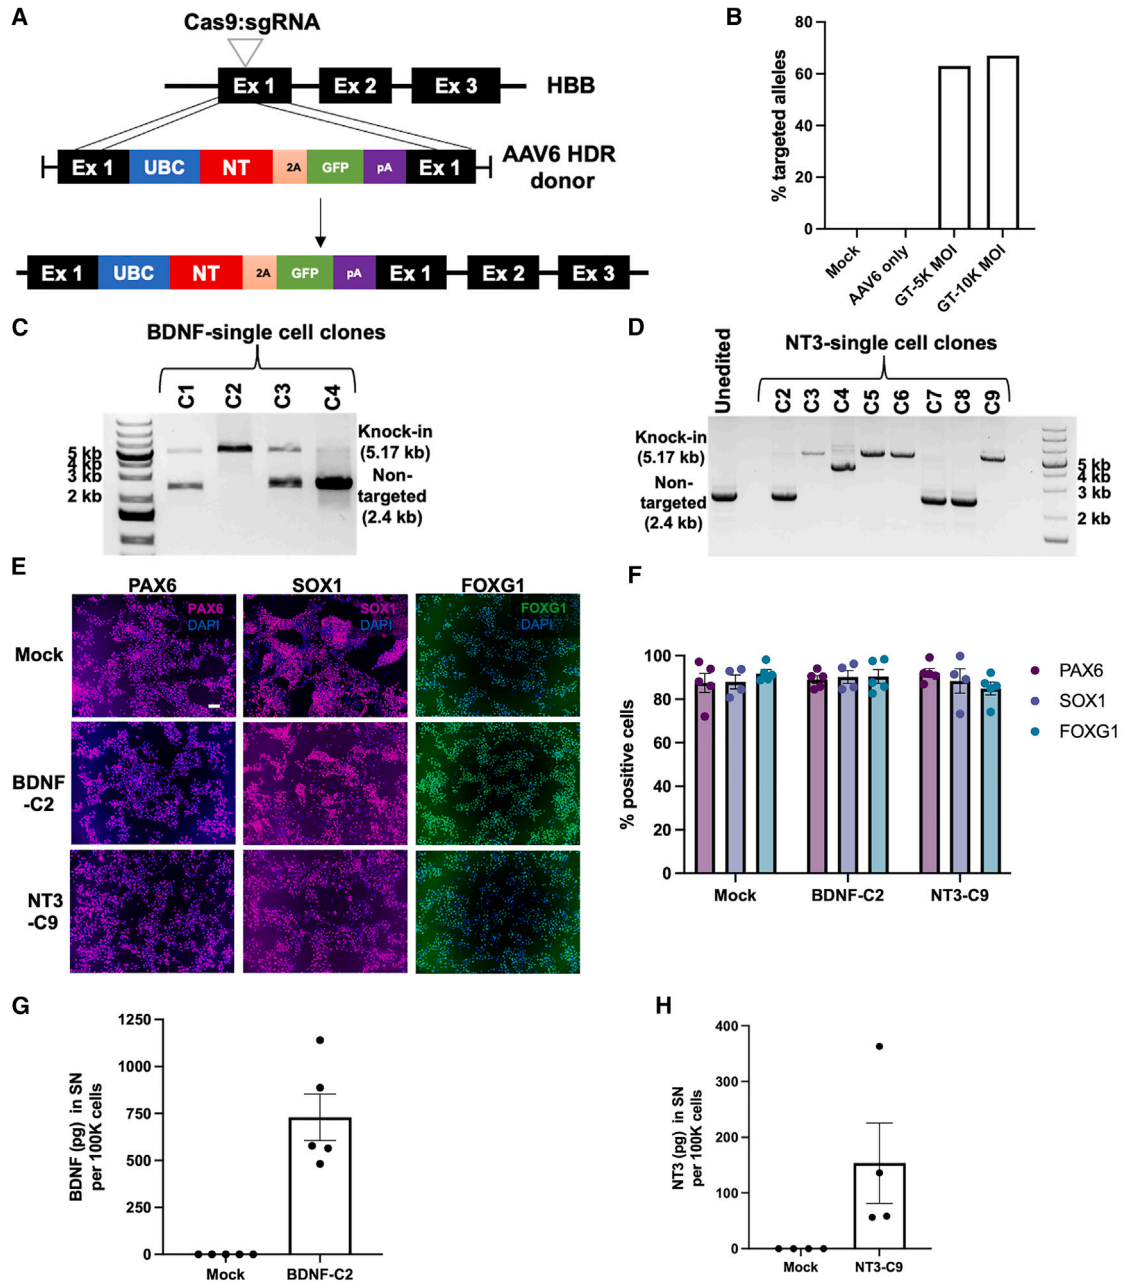 A
Cas9:sgRNA
Ex 1
Ex 2
Ex 3
HBB
Ex 1
UBC
NT
2A
GFP
pA
Ex 1
AAV6 HDR
donor
Ex 1
UBC
NT
2A
GFP
pA
Ex 1
Ex 2
Ex 3
B
% targeted alleles
80
60
40
20
0
Mock
AAV6 only
GT-5K MOI
GT-10K MOI
C
BDNF-single cell clones
C1
C2
C3
C4
5 kb
4 kb
3 kb
2 kb
Knock-in
(5.17 kb)
Non-
targeted
(2.4 kb)
D
NT3-single cell clones
Unedited
C2
C3
C4
C5
C6
C7
C8
C9
Knock-in
(5.17 kb)
Non-
targeted
(2.4 kb)
5 kb
4 kb
3 kb
2 kb
E
PAX6
SOX1
FOXG1
Mock
PAX6
DAPI
SOX1
DAPI
FOXG1
DAPI
BDNF
-C2
NT3
-C9
F
% positive cells
100
80
60
40
20
0
Mock
BDNF-C2
NT3-C9
PAX6
SOX1
FOXG1
G
BDNF (pg) in SN
per 100K cells
1250
1000
750
500
250
0
Mock
BDNF-C2
H
NT3 (pg) in SN
per 100K cells
400
300
200
100
0
Mock
NT3-C9